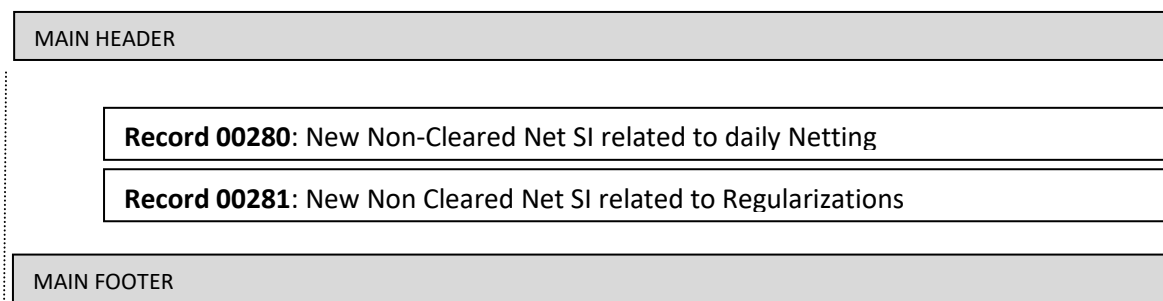 MAIN HEADER
Record 00280: New Non-Cleared Net SI related to daily Netting
Record 00281: New Non Cleared Net SI related to Regularizations
MAIN FOOTER